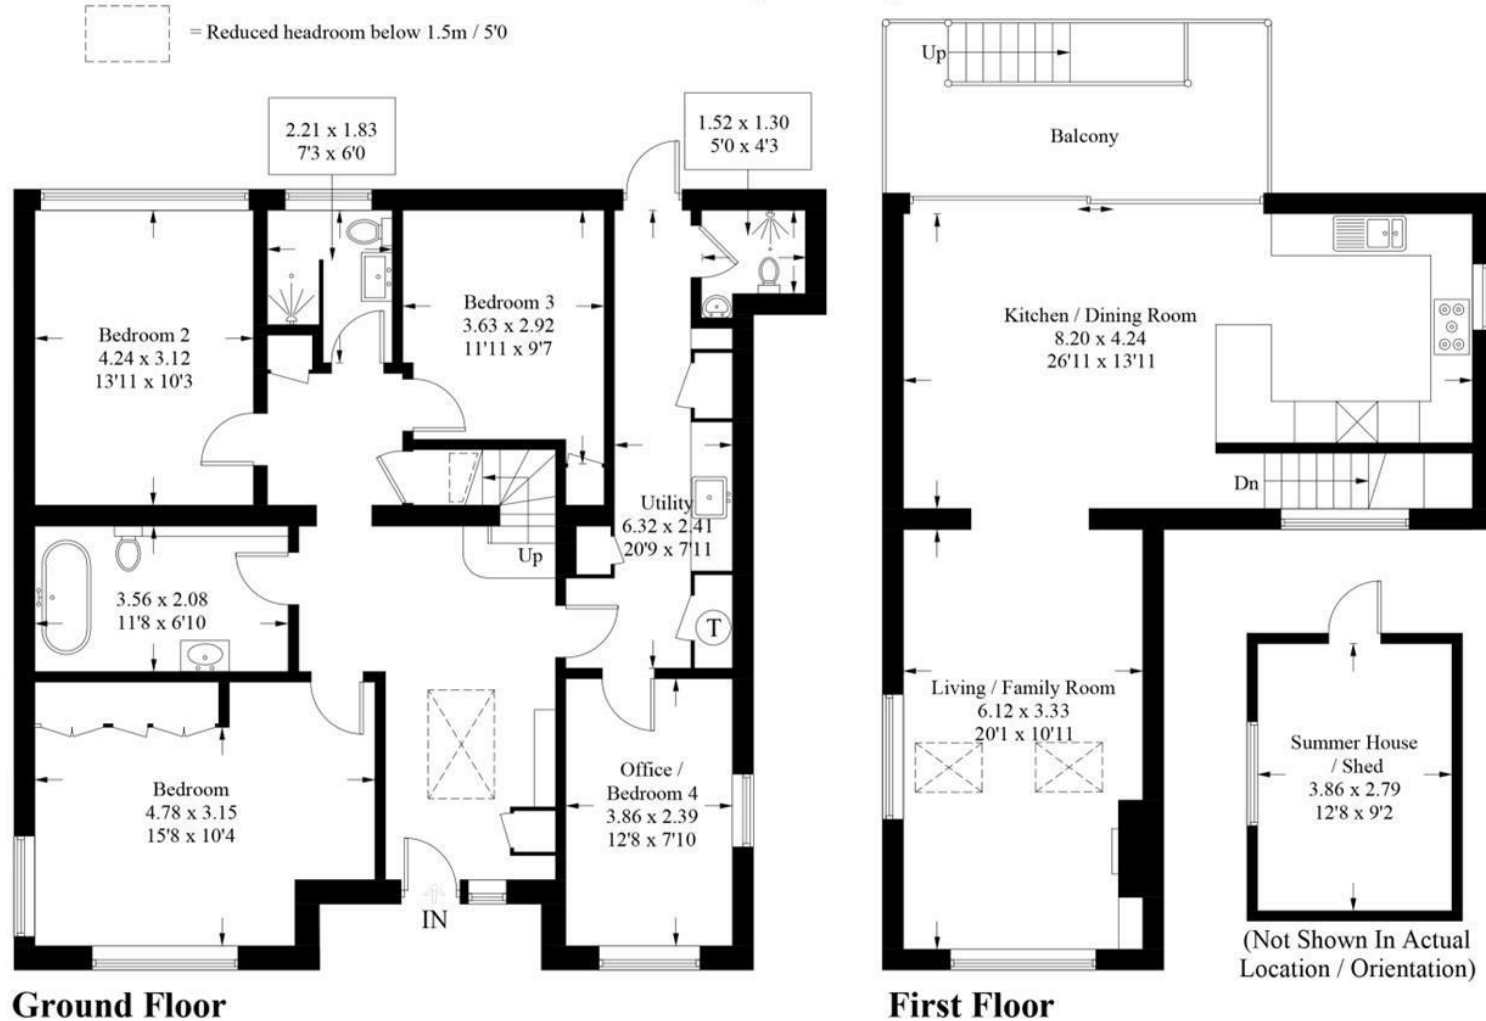 = Reduced headroom below 1.5m / 5'0
2.21 x 1.83
7'3 x 6'0
1.52 x 1.30
5'0 x 4'3
Bedroom 2
4.24 x 3.12
13'11 x 10'3
Bedroom 3
3.63 x 2.92
11'11 x 9'7
Utility
6.32 x 2.41
20'9 x 7'11
Up
3.56 x 2.08
11'8 x 6'10
T
Bedroom
4.78 x 3.15
15'8 x 10'4
Office /
Bedroom 4
3.86 x 2.39
12'8 x 7'10
IN
Ground Floor
Up
Balcony
Kitchen / Dining Room
8.20 x 4.24
26'11 x 13'11
Dn
Living / Family Room
6.12 x 3.33
20'1 x 10'11
Summer House
/ Shed
3.86 x 2.79
12'8 x 9'2
(Not Shown In Actual
Location / Orientation)
First Floor